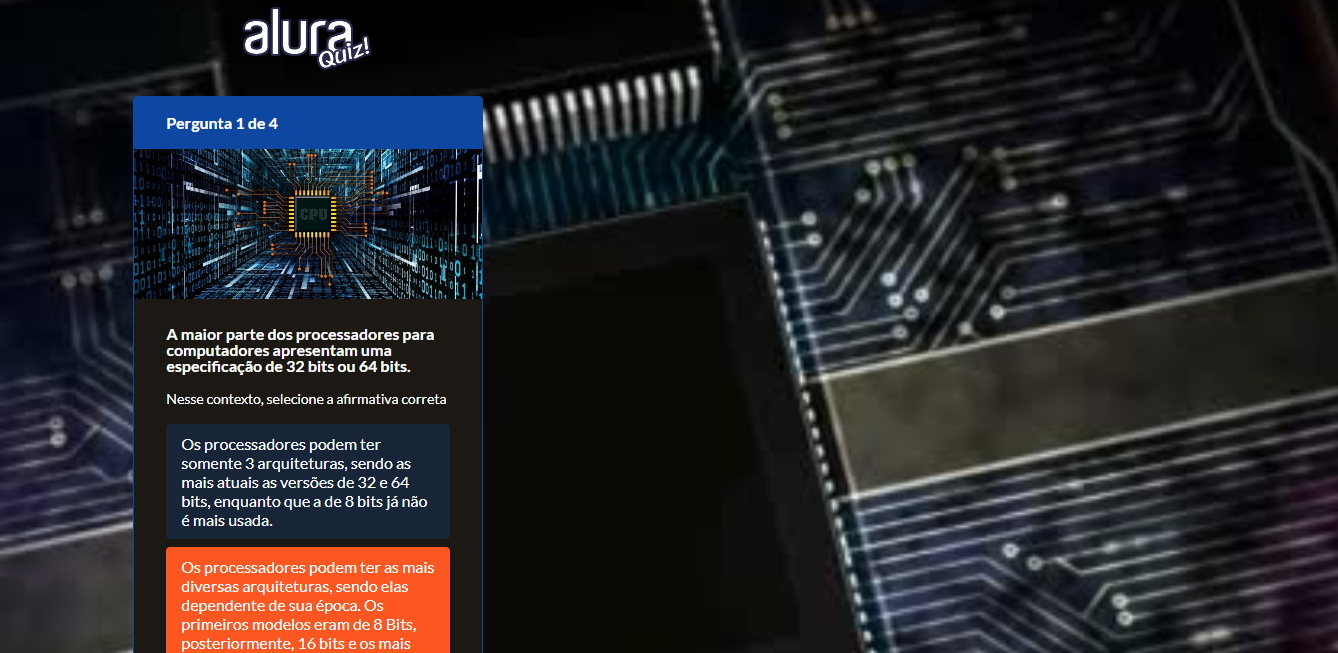 alura
Quiz!
Pergunta 1 de 4
CPU
A maior parte dos processadores para
computadores apresentam uma
especificação de 32 bits ou 64 bits.
Nesse contexto, selecione a afirmativa correta
Os processadores podem ter
somente 3 arquiteturas, sendo as
mais atuais as versões de 32 e 64
bits, enquanto que a de 8 bits já não
é mais usada.
Os processadores podem ter as mais
diversas arquiteturas, sendo elas
dependente de sua época. Os
primeiros modelos eram de 8 Bits,
posteriormente, 16 bits e os mais